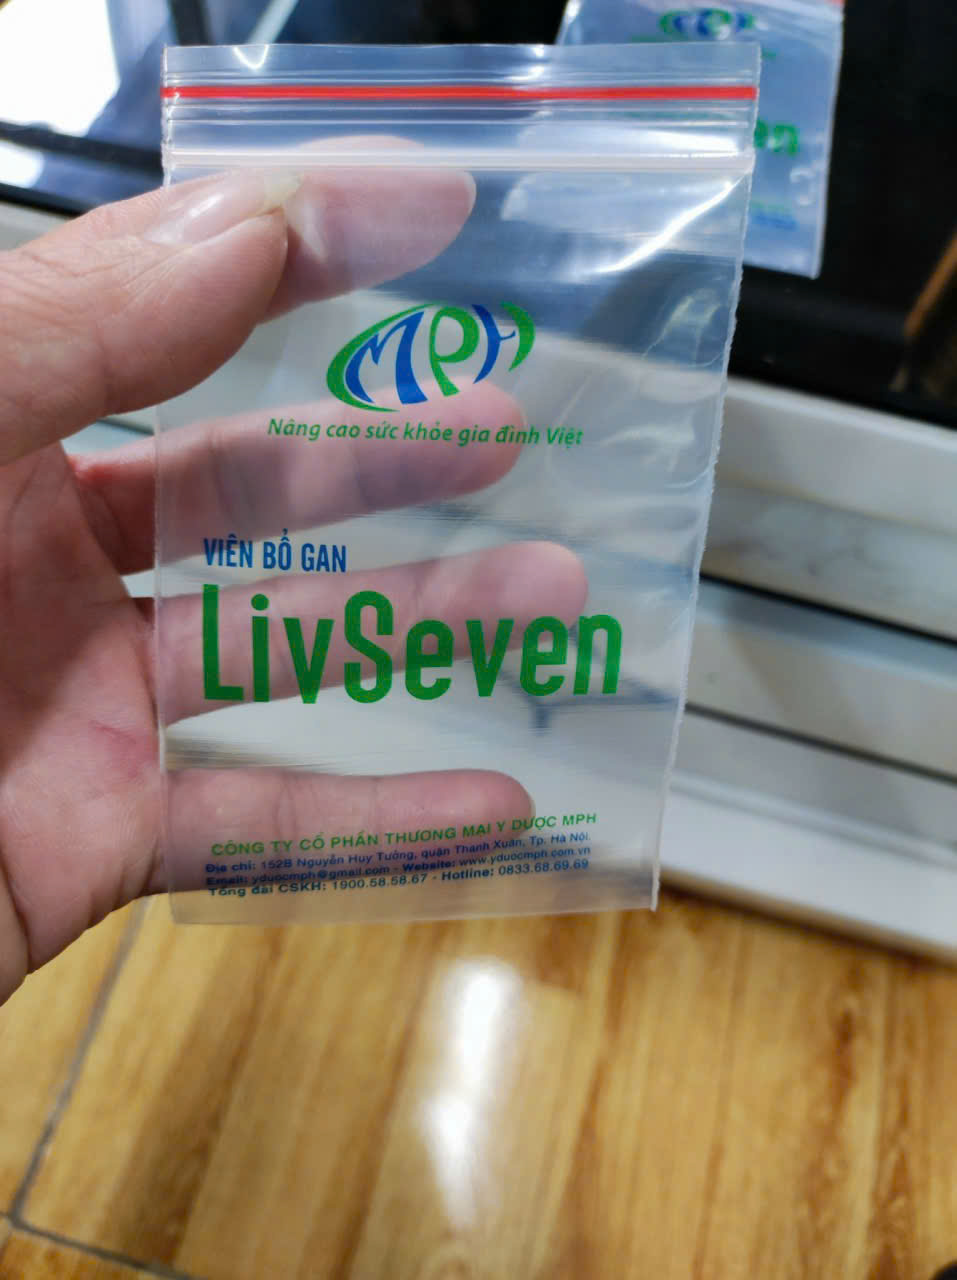 MPH
Nâng cao sức khỏe gia đình Việt
VIÊN BỔ GAN
LivSeven
CÔNG TY CỔ PHẦN THƯƠNG MẠI Y DƯỢC MPH
Địa chỉ: 152B Nguyễn Huy Tưởng, quận Thanh Xuân, Tp. Hà Nội.
Email: yduocmph@gmail.com - Website: www.yduocmph.com.vn
Tổng đài CSKH: 1900.58.58.67 - Hotline: 0833.68.69.69